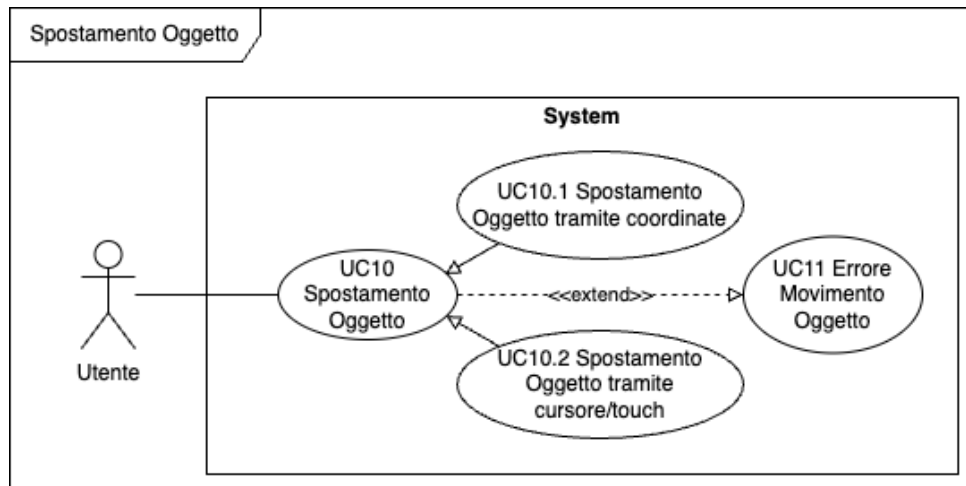 Spostamento Oggetto
System
UC10.1 Spostamento
Oggetto tramite coordinate
UC10
Spostamento
Oggetto
<<extend>>
UC11 Errore
Movimento
Oggetto
UC10.2 Spostamento
Oggetto tramite
cursore/touch
Utente